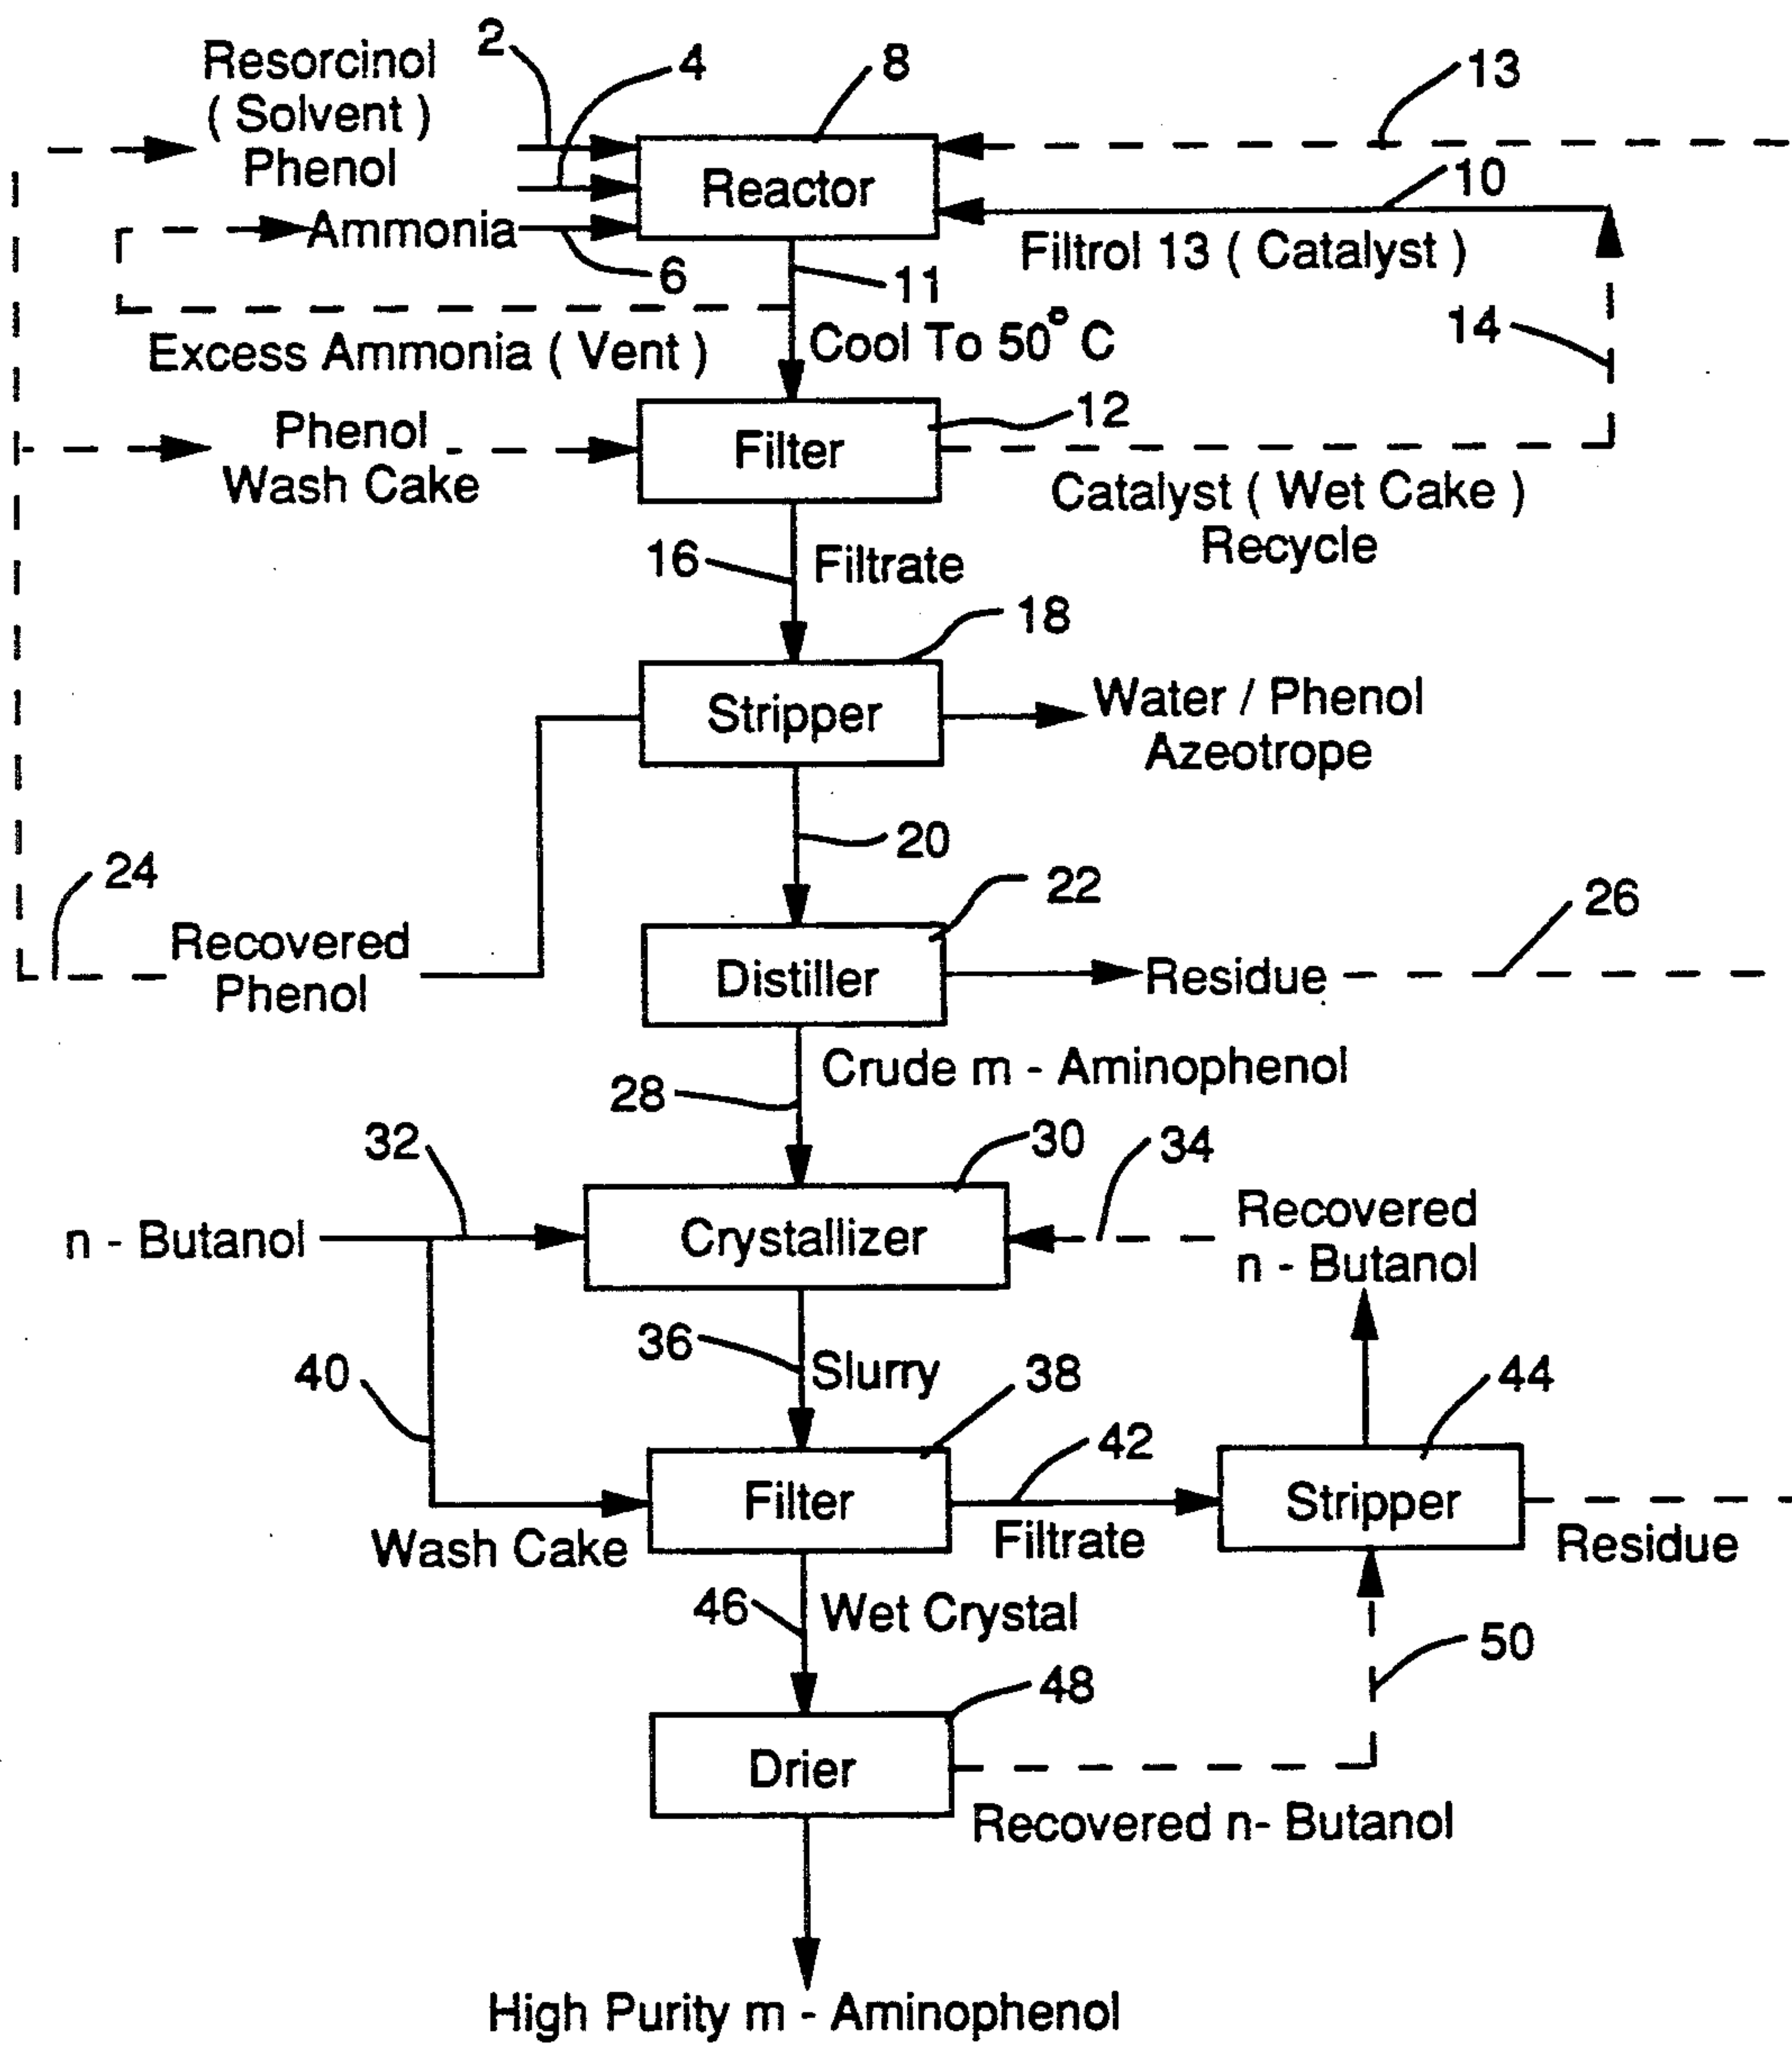 2
4
8
13
Resorcinol
( Solvent )
Phenol
Reactor
10
Ammonia
Filtrol 13 ( Catalyst )
6
11
14
Excess Ammonia ( Vent )
Cool To 50° C
12
Phenol
Wash Cake
Filter
Catalyst ( Wet Cake )
Recycle
16
Filtrate
18
Stripper
Water / Phenol
Azeotrope
20
24
22
26
Recovered
Phenol
Distiller
Residue
Crude m - Aminophenol
28
32
30
34
n - Butanol
Crystallizer
Recovered
n - Butanol
36
Slurry
40
38
44
42
Filter
Stripper
Wash Cake
Filtrate
Residue
46
Wet Crystal
50
48
Drier
Recovered n- Butanol
High Purity m - Aminophenol